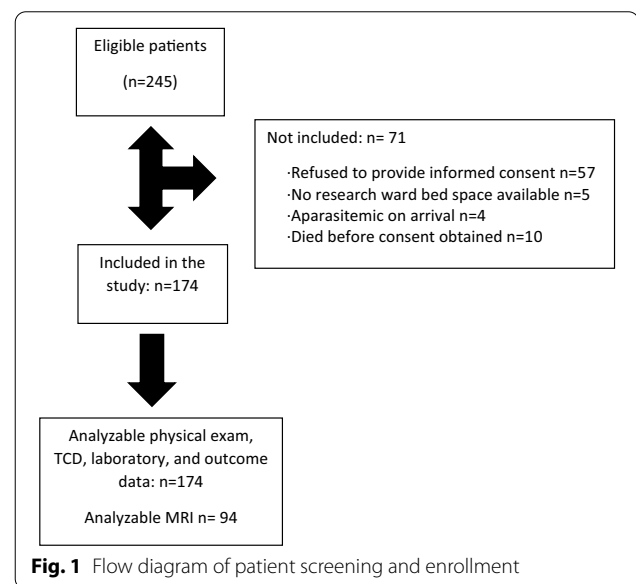 Eligible patients
(n=245)
Not included: n= 71
·Refused to provide informed consent n=57
·No research ward bed space available n=5
·Aparasitemic on arrival n=4
·Died before consent obtained n=10
Included in the
study: n=174
Analyzable physical exam,
TCD, laboratory, and outcome
data: n=174
Analyzable MRI n= 94
Fig. 1 Flow diagram of patient screening and enrollment